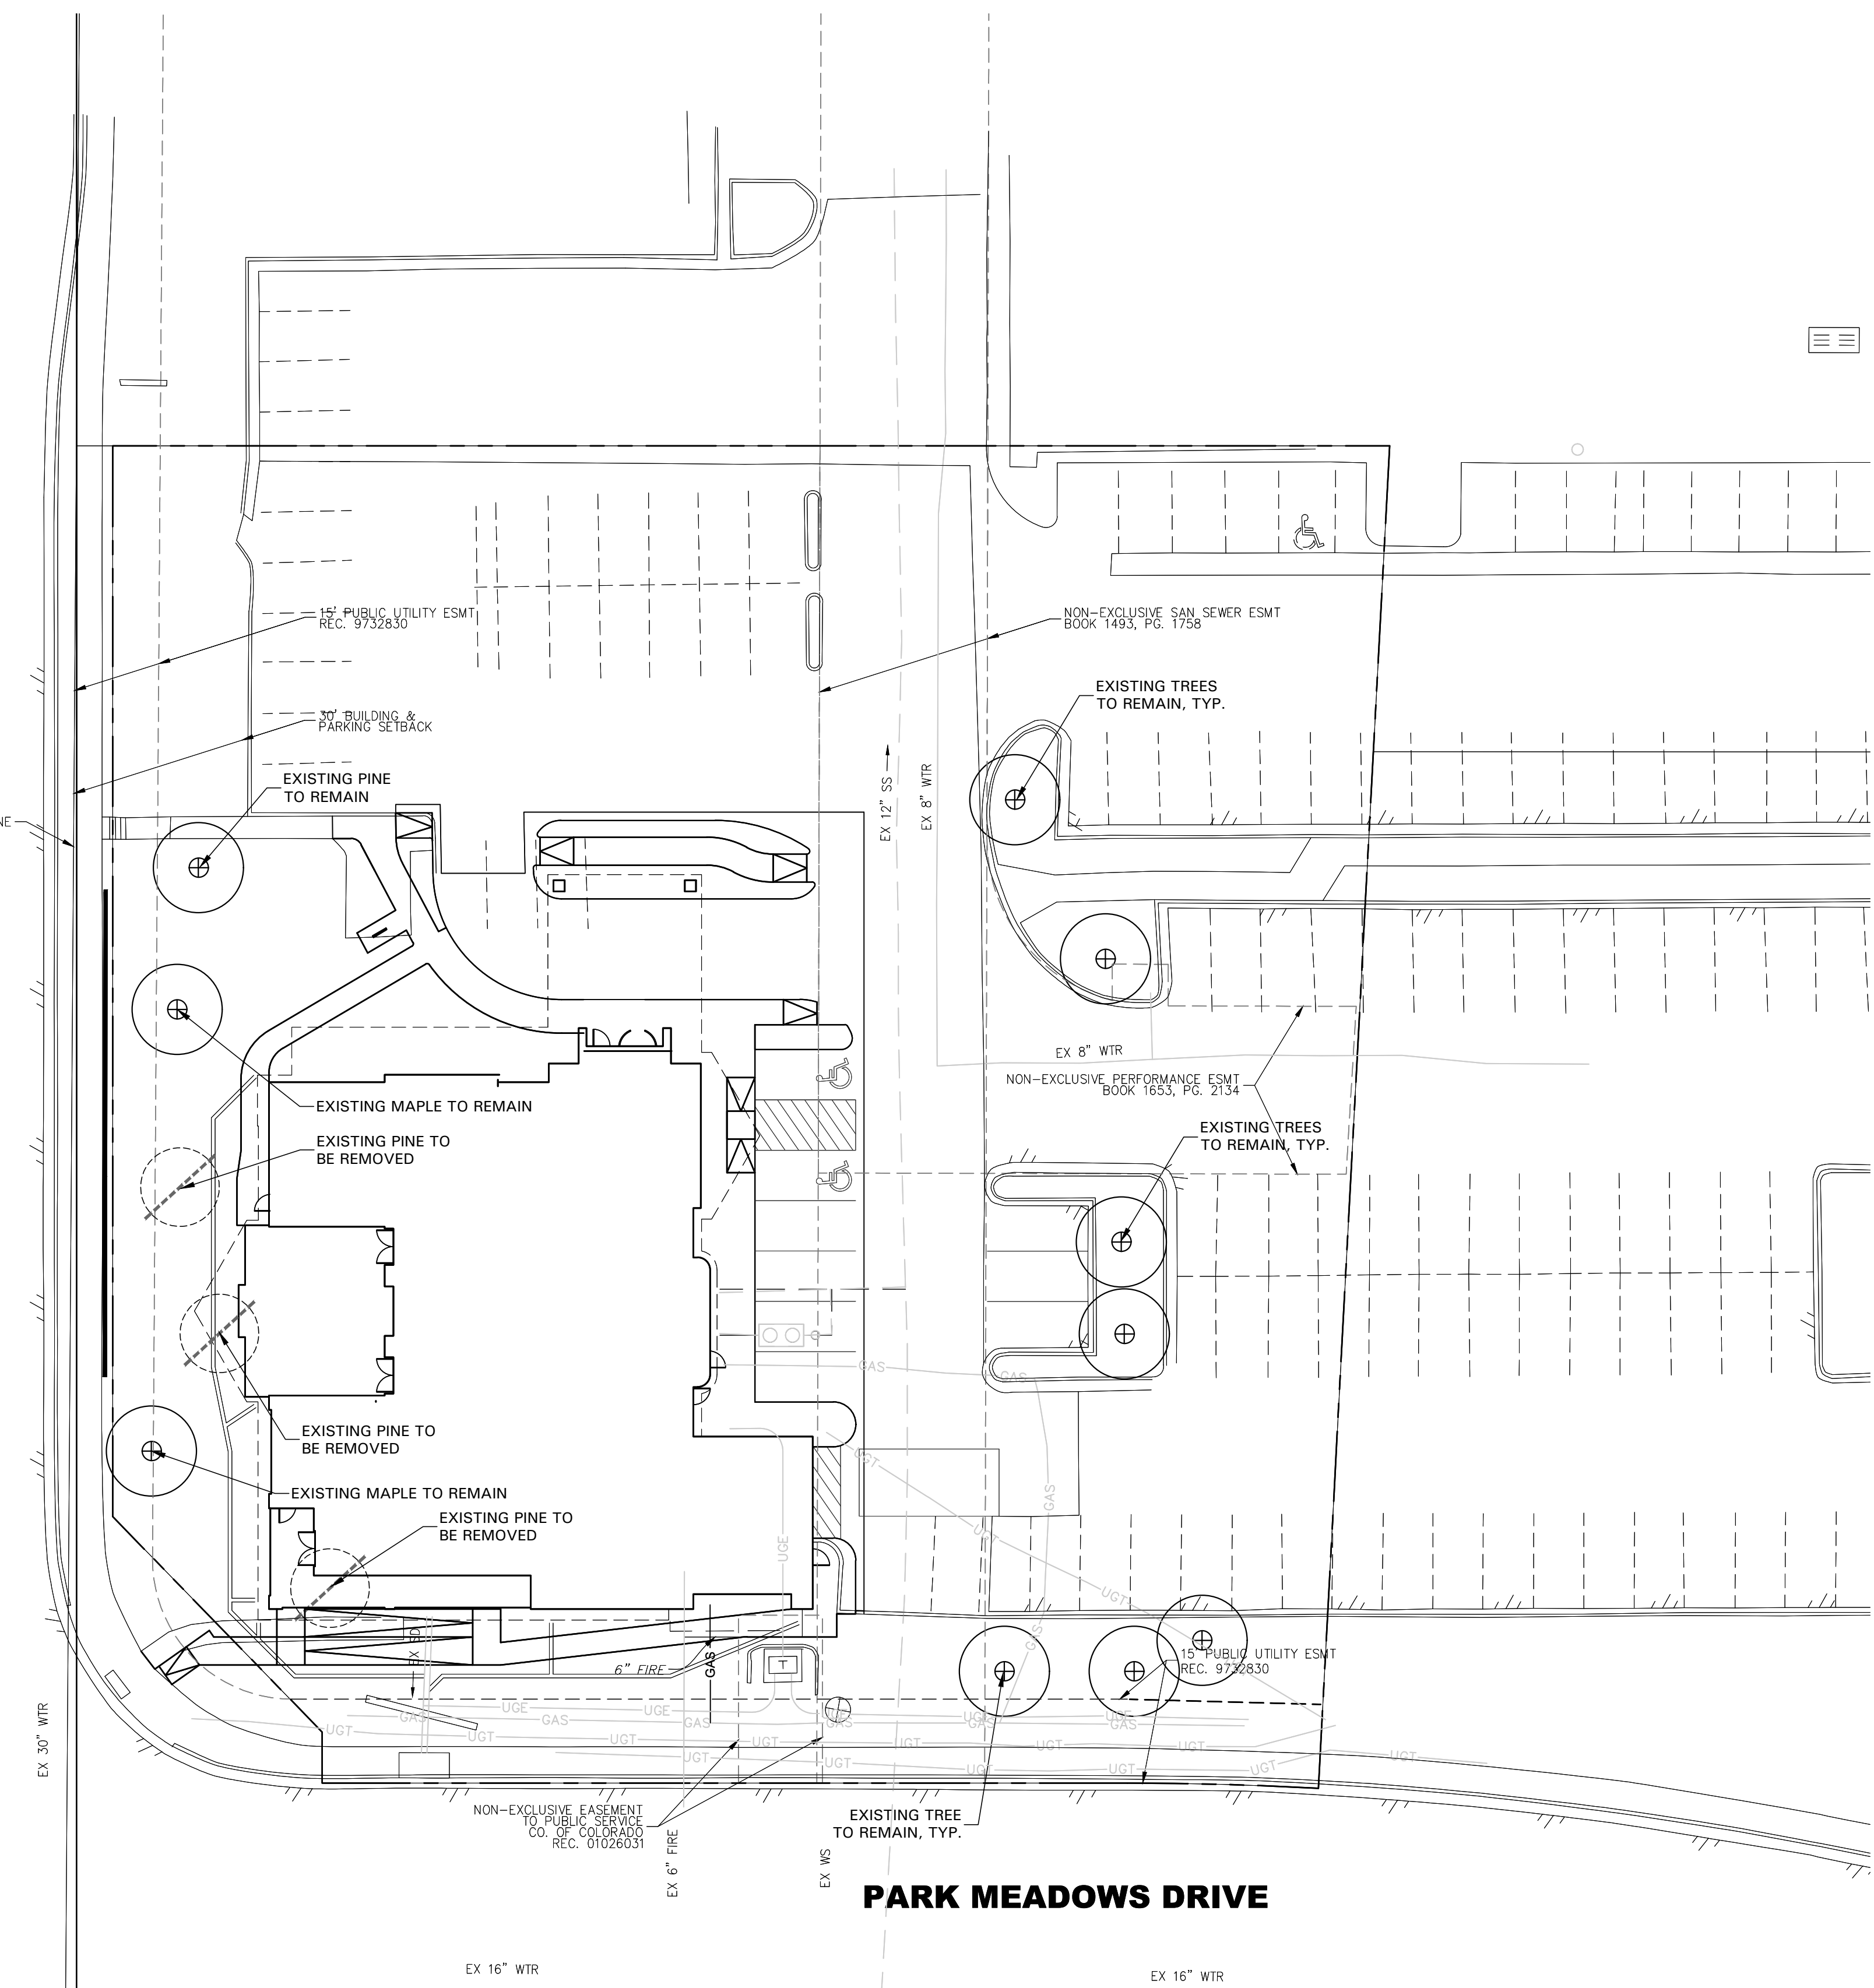 15' PUBLIC UTILITY ESMT
REC. 9732830
NON-EXCLUSIVE SAN SEWER ESMT
BOOK 1493, PG. 1758
EXISTING TREES
TO REMAIN, TYP.
30' BUILDING &
PARKING SETBACK
EXISTING PINE
TO REMAIN
EX 12" SS
EX 8" WTR
NE
EX 8" WTR
NON-EXCLUSIVE PERFORMANCE ESMT
BOOK 1653, PG. 2134
EXISTING MAPLE TO REMAIN
EXISTING TREES
TO REMAIN, TYP.
EXISTING PINE TO
BE REMOVED
GAS
GAS
EXISTING PINE TO
BE REMOVED
UGT
EXISTING MAPLE TO REMAIN
GAS
EXISTING PINE TO
BE REMOVED
UGE
UGT
UGT
GAS
EX SD
6" FIRE
GAS
T
15' PUBLIC UTILITY ESMT
REC. 9732830
UGE
UGE
UGE
UGE
GAS
GAS
GAS
GAS
GAS
GAS
UGT
UGT
UGT
UGT
UGT
UGT
UGT
UGT
UGT
UGT
UGT
UGT
UGT
EX 30" WTR
NON-EXCLUSIVE EASEMENT
TO PUBLIC SERVICE
CO. OF COLORADO
REC. 01026031
EX 6" FIRE
EX WS
EXISTING TREE
TO REMAIN, TYP.
PARK MEADOWS DRIVE
EX 16" WTR
EX 16" WTR